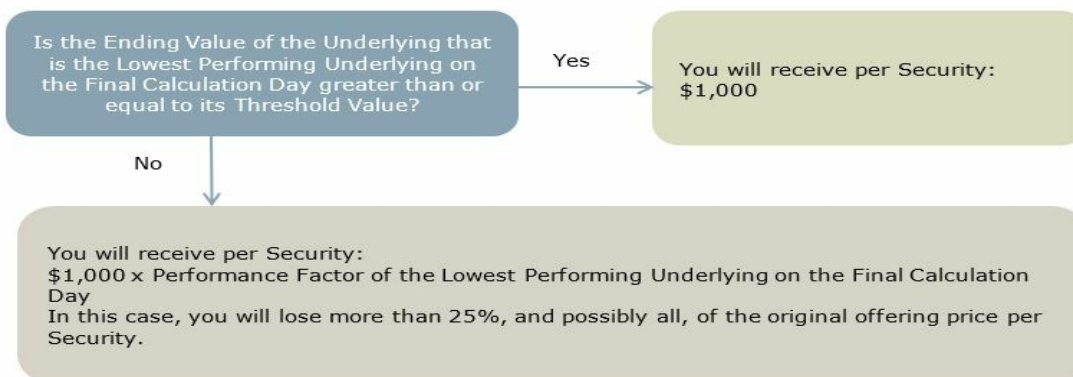 Is the Ending Value of the Underlying that
is the Lowest Performing Underlying on
the Final Calculation Day greater than or
equal to its Threshold Value?
Yes
You will receive per Security:
$1,000
No
You will receive per Security:
$1,000 x Performance Factor of the Lowest Performing Underlying on the Final Calculation
Day
In this case, you will lose more than 25%, and possibly all, of the original offering price per
Security.